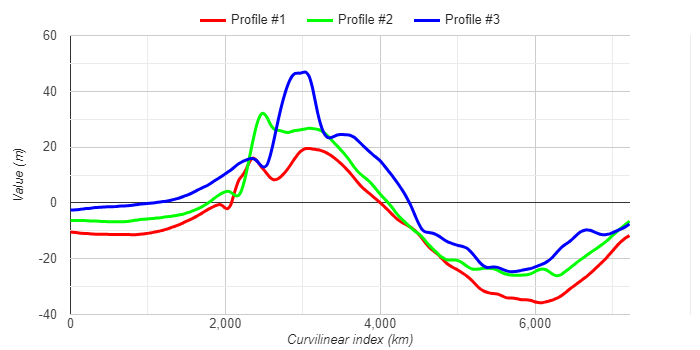 Profile #1 Profile #2 Profile #3
60
40
20
0
-20
-40
0 2,000 4,000 6,000
Value (m)
Curvilinear index (km)